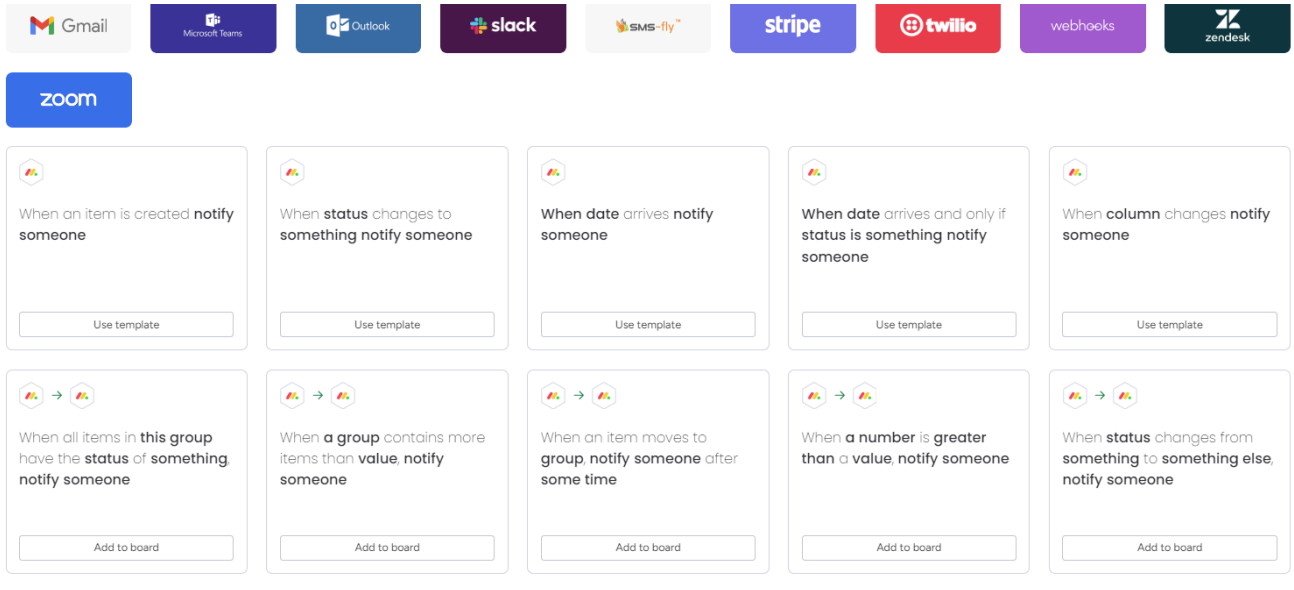 Gmail
Microsoft Teams
Outlook
slack
SMS-fly™
stripe
twilio
webhooks
zendesk
zoom
When an item is created notify
someone
Use template
When status changes to
something notify someone
Use template
When date arrives notify
someone
Use template
When date arrives and only if
status is something notify
someone
Use template
When column changes notify
someone
Use template
When all items in this group
have the status of something,
notify someone
Add to board
When a group contains more
items than value, notify
someone
Add to board
When an item moves to
group, notify someone after
some time
Add to board
When a number is greater
than a value, notify someone
Add to board
When status changes from
something to something else,
notify someone
Add to board